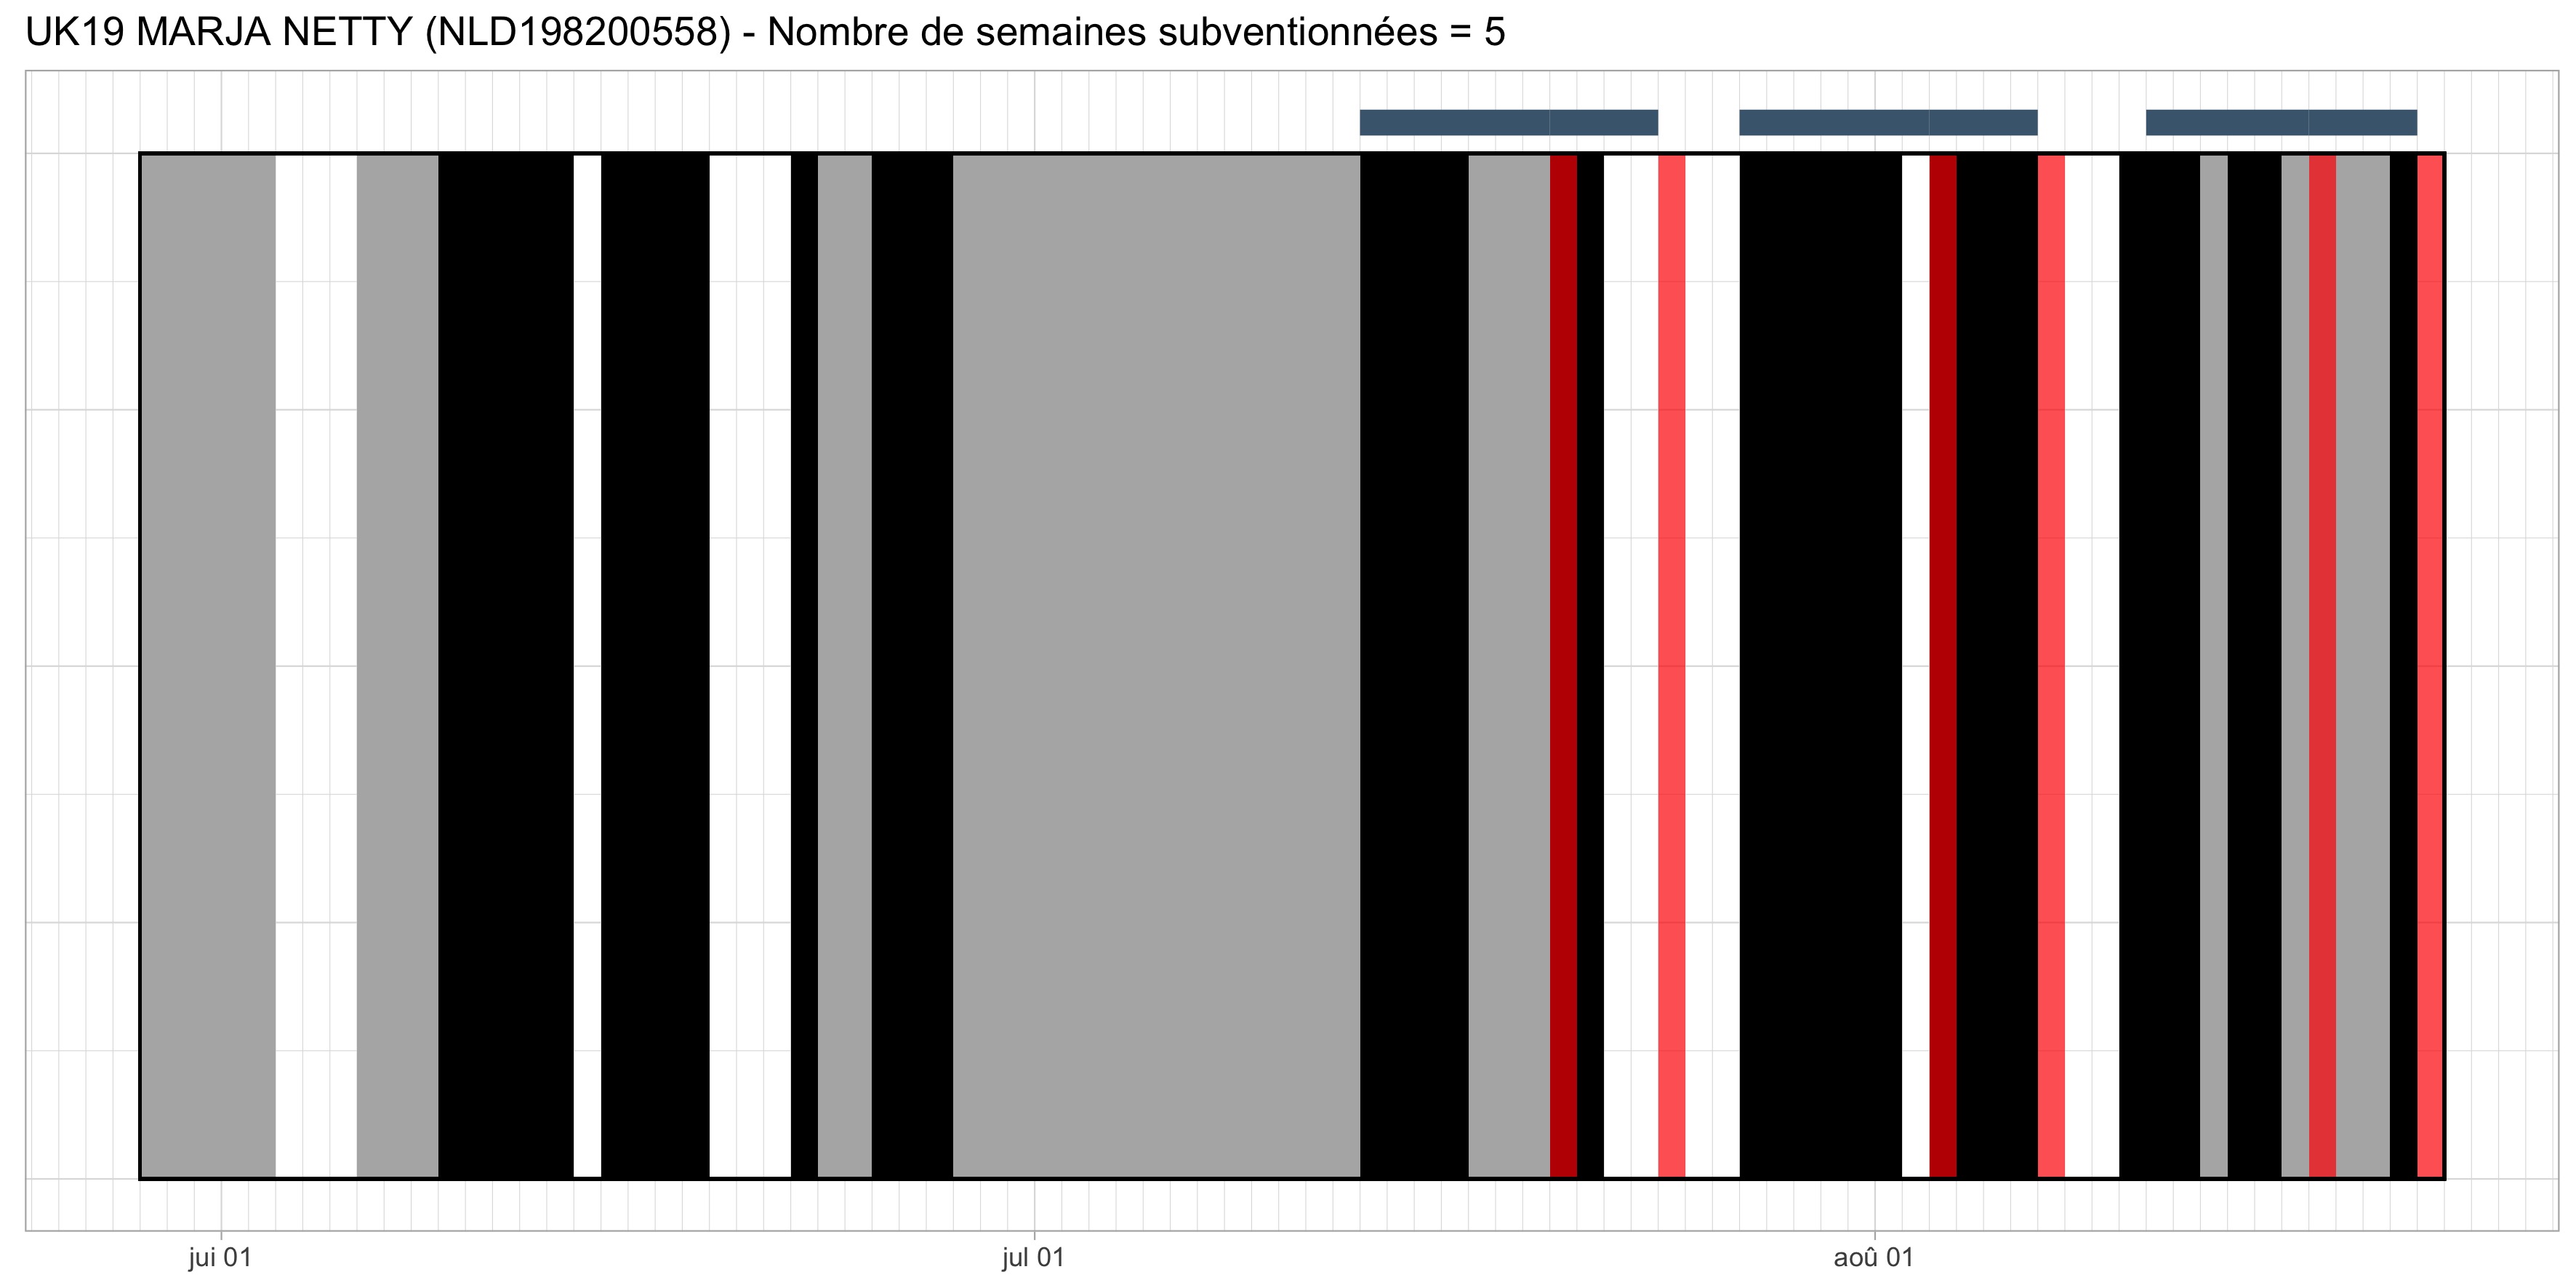 UK19 MARJA NETTY (NLD198200558) - Nombre de semaines subventionnées = 5
jui 01
jul 01
aoû 01